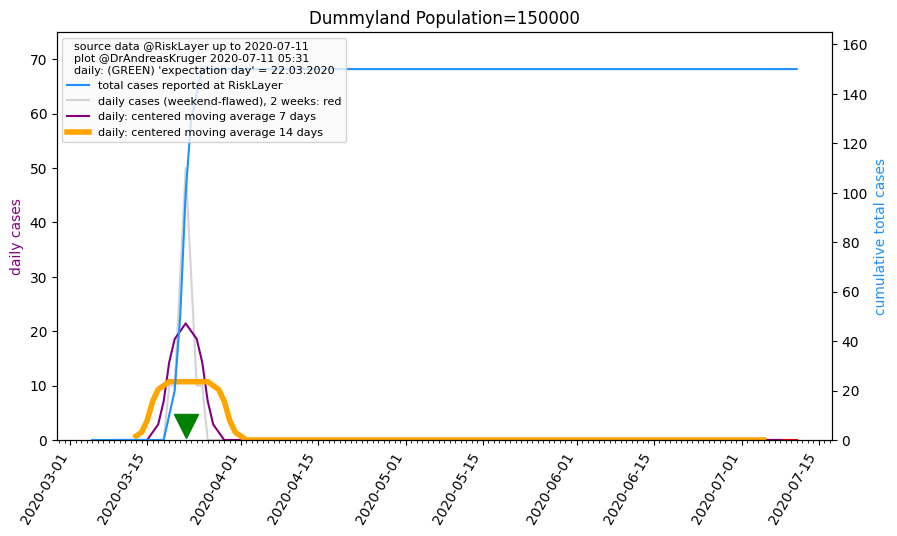 Dummyland Population=150000
source data @RiskLayer up to 2020-07-11
plot @DrAndreasKruger 2020-07-11 05:31
daily: (GREEN) 'expectation day' = 22.03.2020
total cases reported at RiskLayer
daily cases (weekend-flawed), 2 weeks: red
daily: centered moving average 7 days
daily: centered moving average 14 days
daily cases
70
60
50
40
30
20
10
0
cumulative total cases
160
140
120
100
80
60
40
20
0
2020-03-01
2020-03-15
2020-04-01
2020-04-15
2020-05-01
2020-05-15
2020-06-01
2020-06-15
2020-07-01
2020-07-15